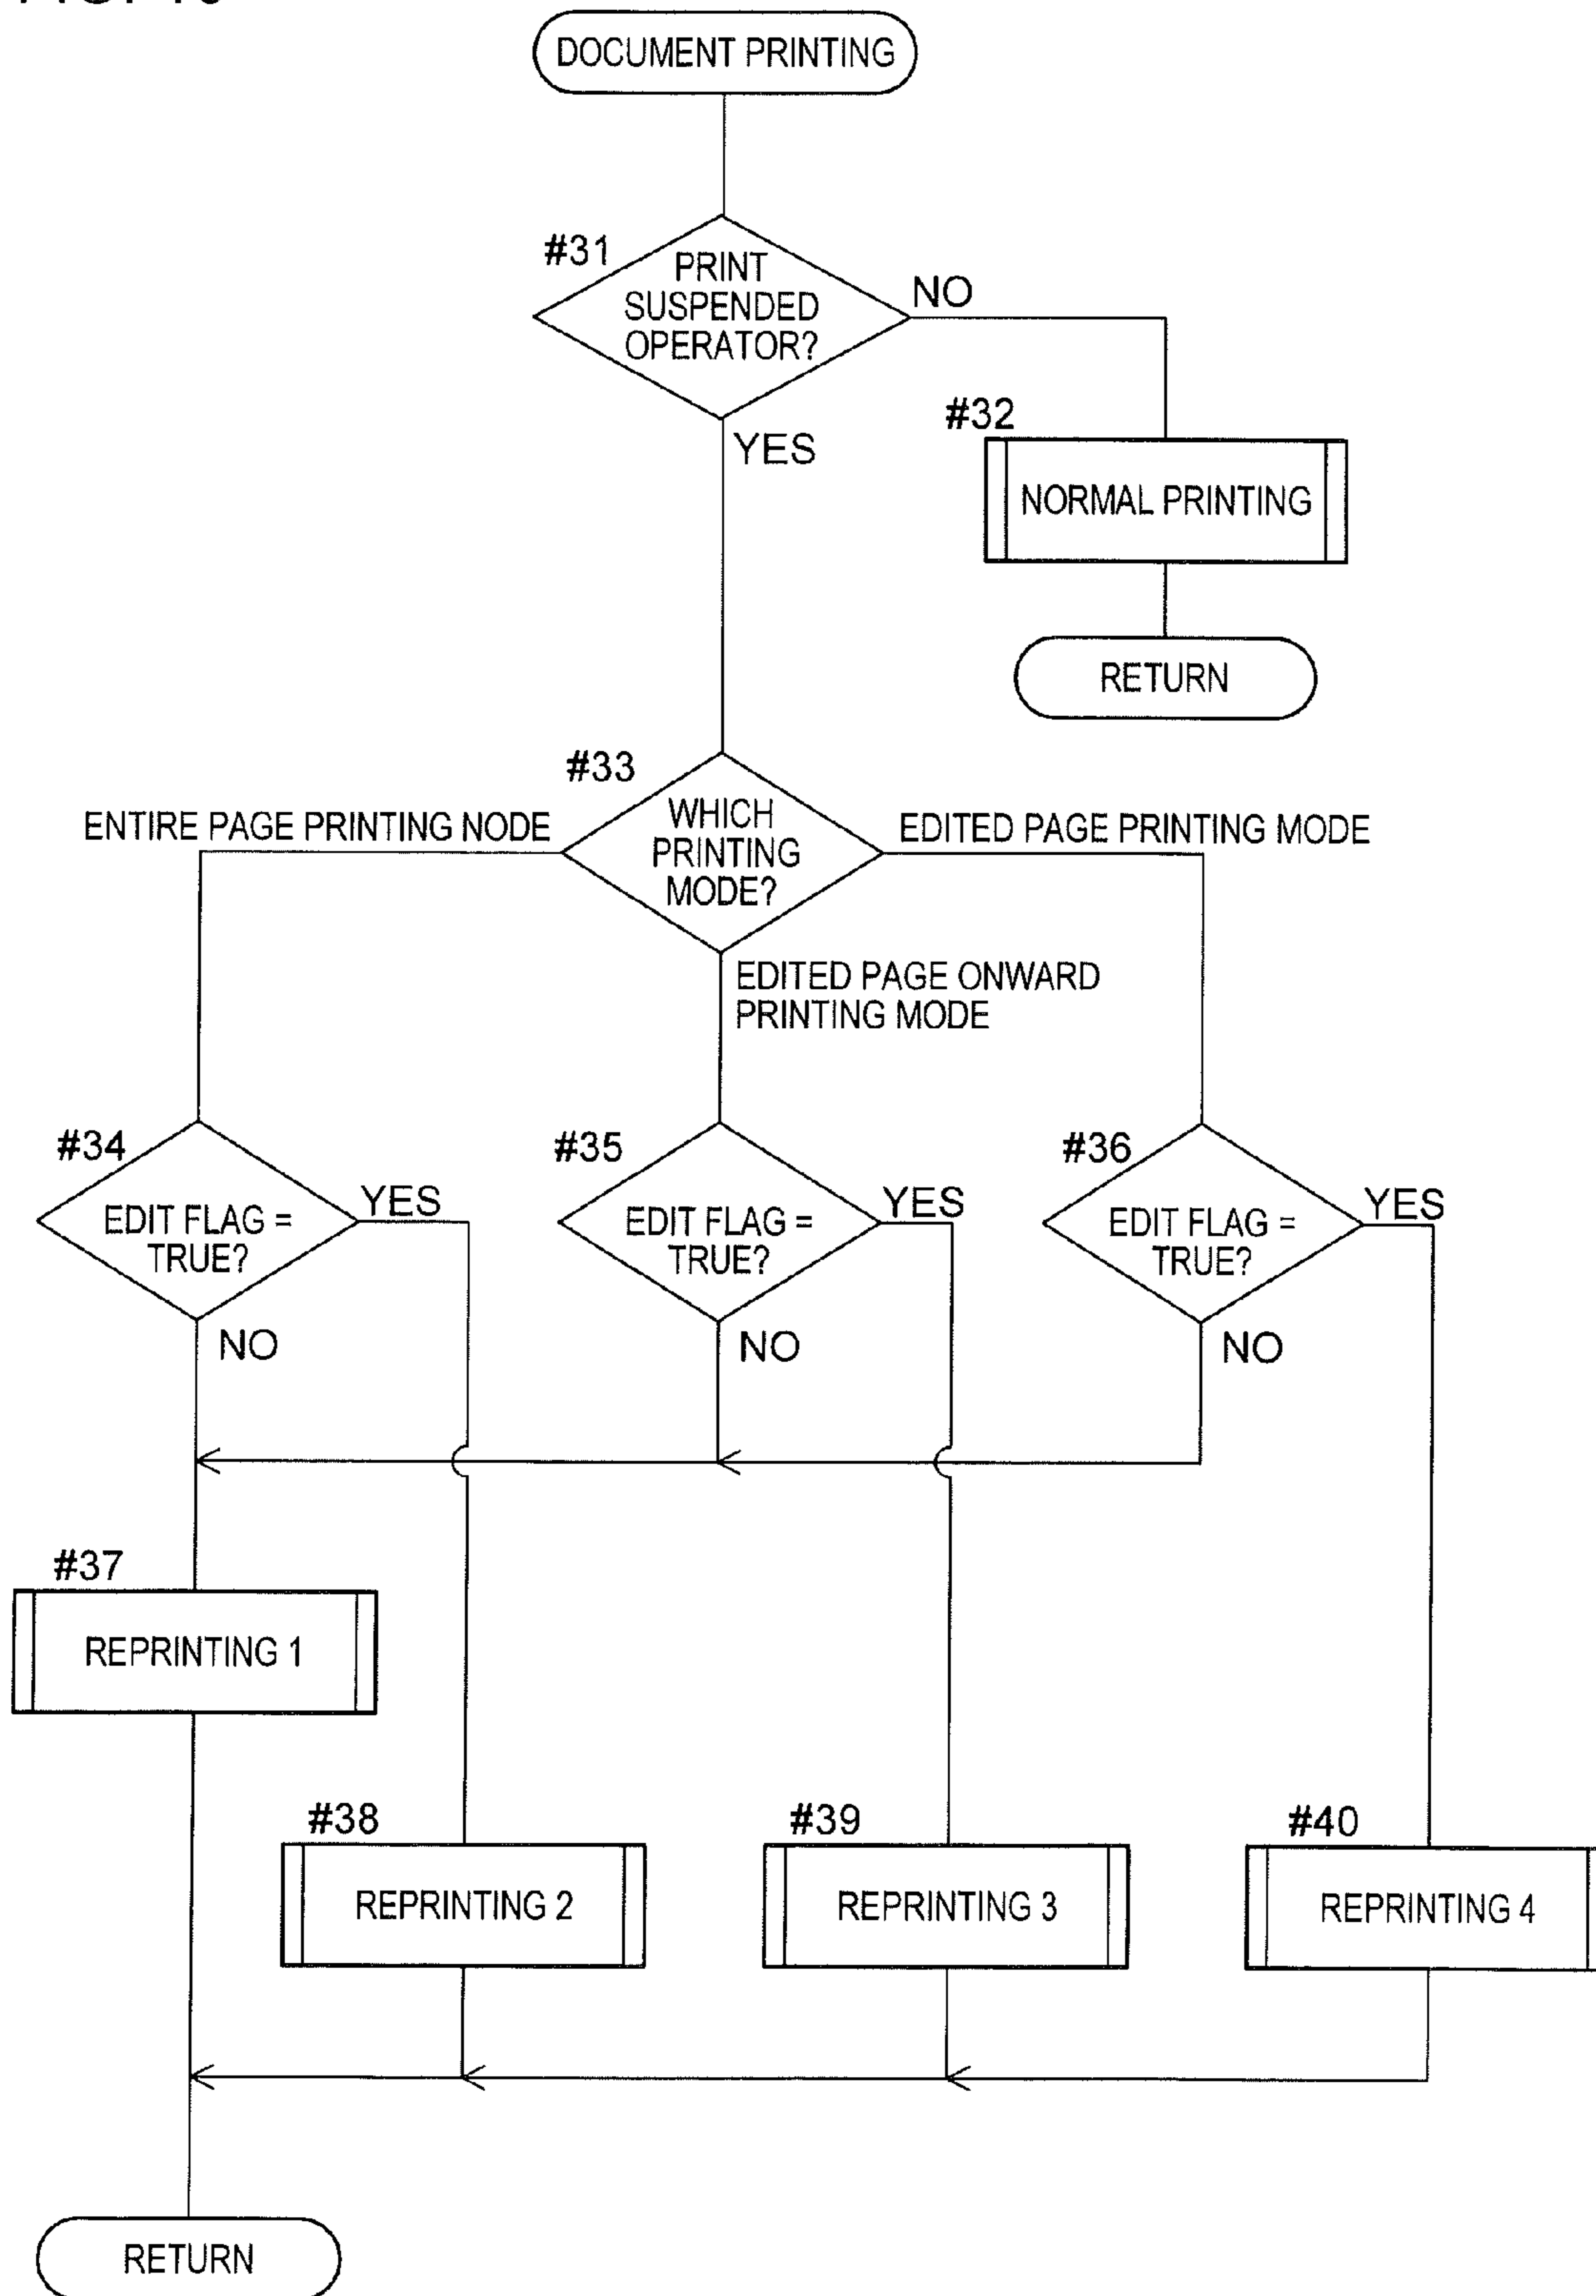 DOCUMENT PRINTING
#31
PRINT
SUSPENDED
OPERATOR?
NO
YES
#32
NORMAL PRINTING
RETURN
#33
WHICH
PRINTING
MODE?
ENTIRE PAGE PRINTING NODE
EDITED PAGE PRINTING MODE
EDITED PAGE ONWARD
PRINTING MODE
#34
EDIT FLAG =
TRUE?
YES
NO
#35
EDIT FLAG =
TRUE?
YES
NO
#36
EDIT FLAG =
TRUE?
YES
NO
#37
REPRINTING 1
#38
REPRINTING 2
#39
REPRINTING 3
#40
REPRINTING 4
RETURN